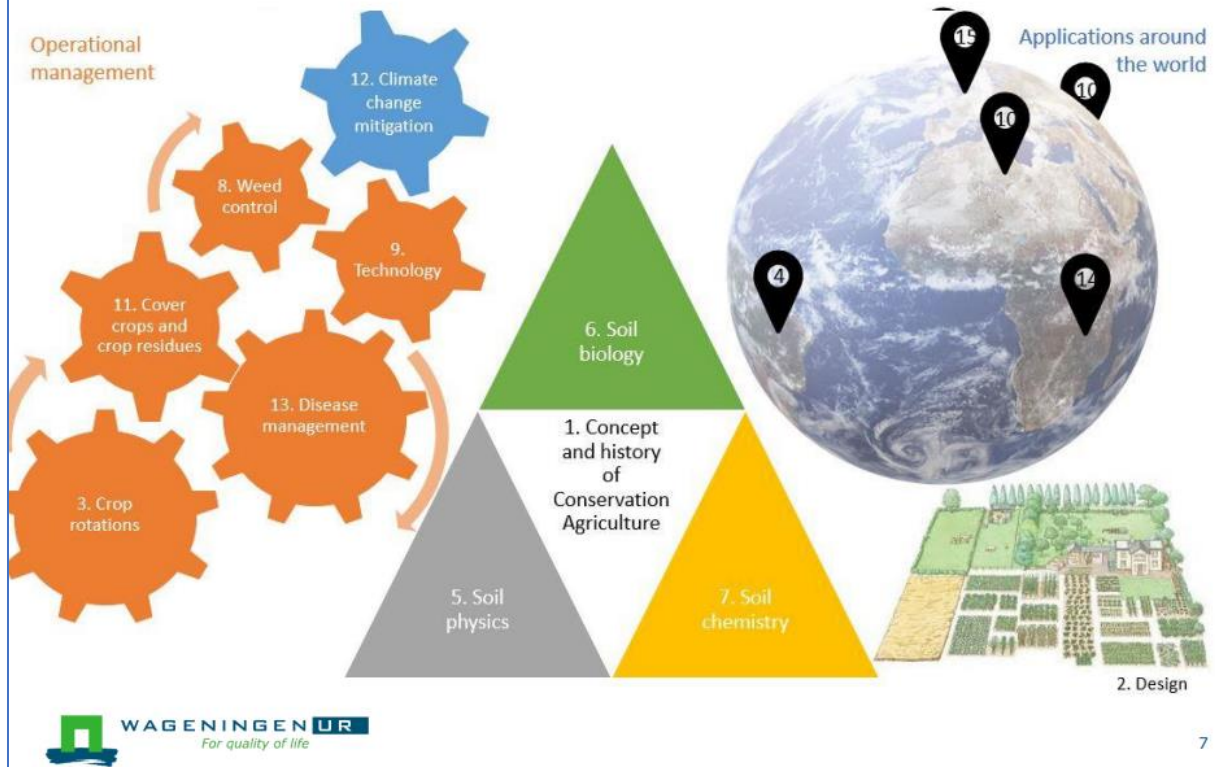 Operational
management
12. Climate
change
mitigation
8. Weed
control
9.
Technology
11. Cover
crops and
crop residues
13. Disease
management
3. Crop
rotations
6. Soil
biology
1. Concept
and history
of
Conservation
Agriculture
5. Soil
physics
7. Soil
chemistry
Applications around
the world
15
10
10
4
14
2. Design
WAGENINGEN UR
For quality of life
7